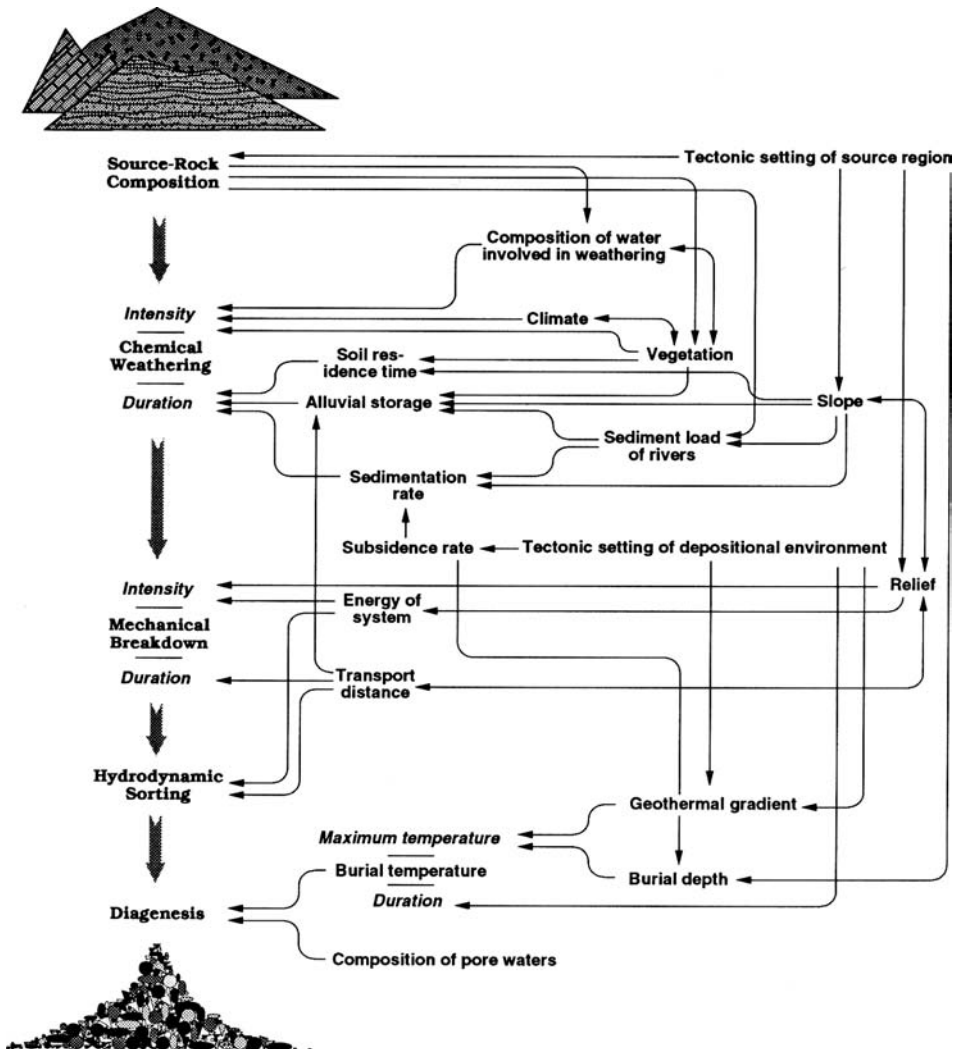 Tectonic setting of source region
Source-Rock
Composition
Composition of water
involved in weathering
Intensity
Climate
Chemical
Weathering
Soil res-
idence time
Vegetation
Duration
Alluvial storage
Slope
Sediment load
of rivers
Sedimentation
rate
Subsidence rate
Tectonic setting of depositional environment
Intensity
Relief
Energy of
system
Mechanical
Breakdown
Duration
Transport
distance
Hydrodynamic
Sorting
Geothermal gradient
Maximum temperature
Burial temperature
Burial depth
Duration
Diagenesis
Composition of pore waters